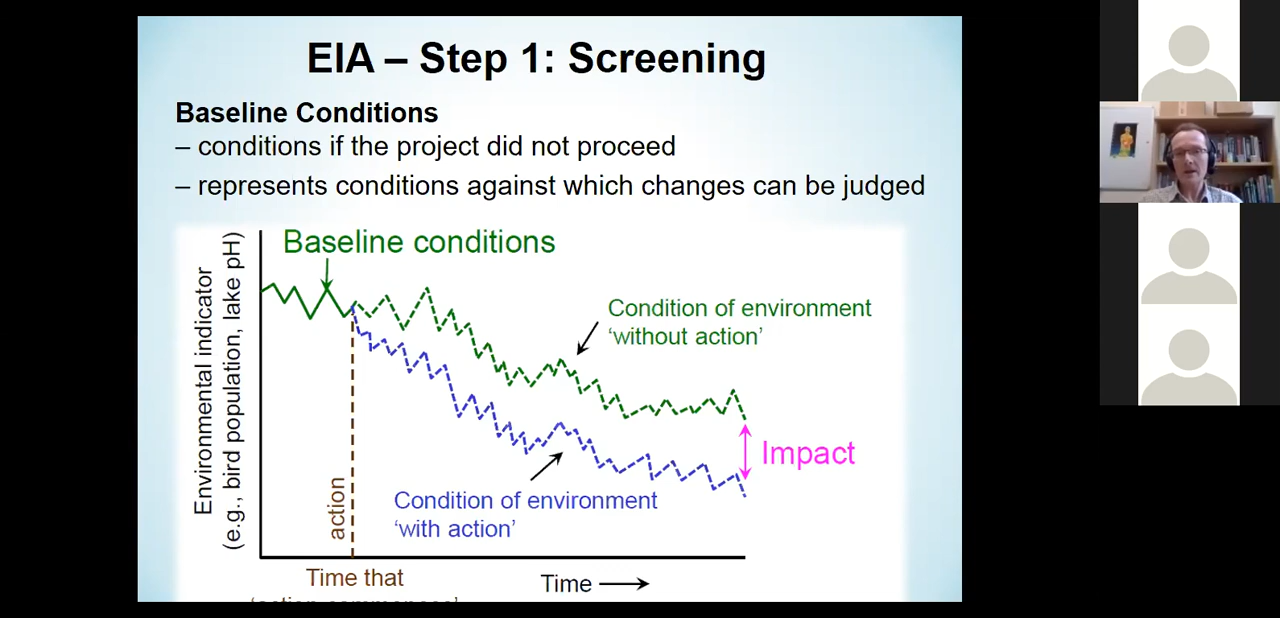 EIA – Step 1: Screening
Baseline Conditions
– conditions if the project did not proceed
– represents conditions against which changes can be judged
Environmental indicator
(e.g., bird population, lake pH)
Baseline conditions
Condition of environment
‘without action’
Impact
Condition of environment
‘with action’
action
Time that
Time